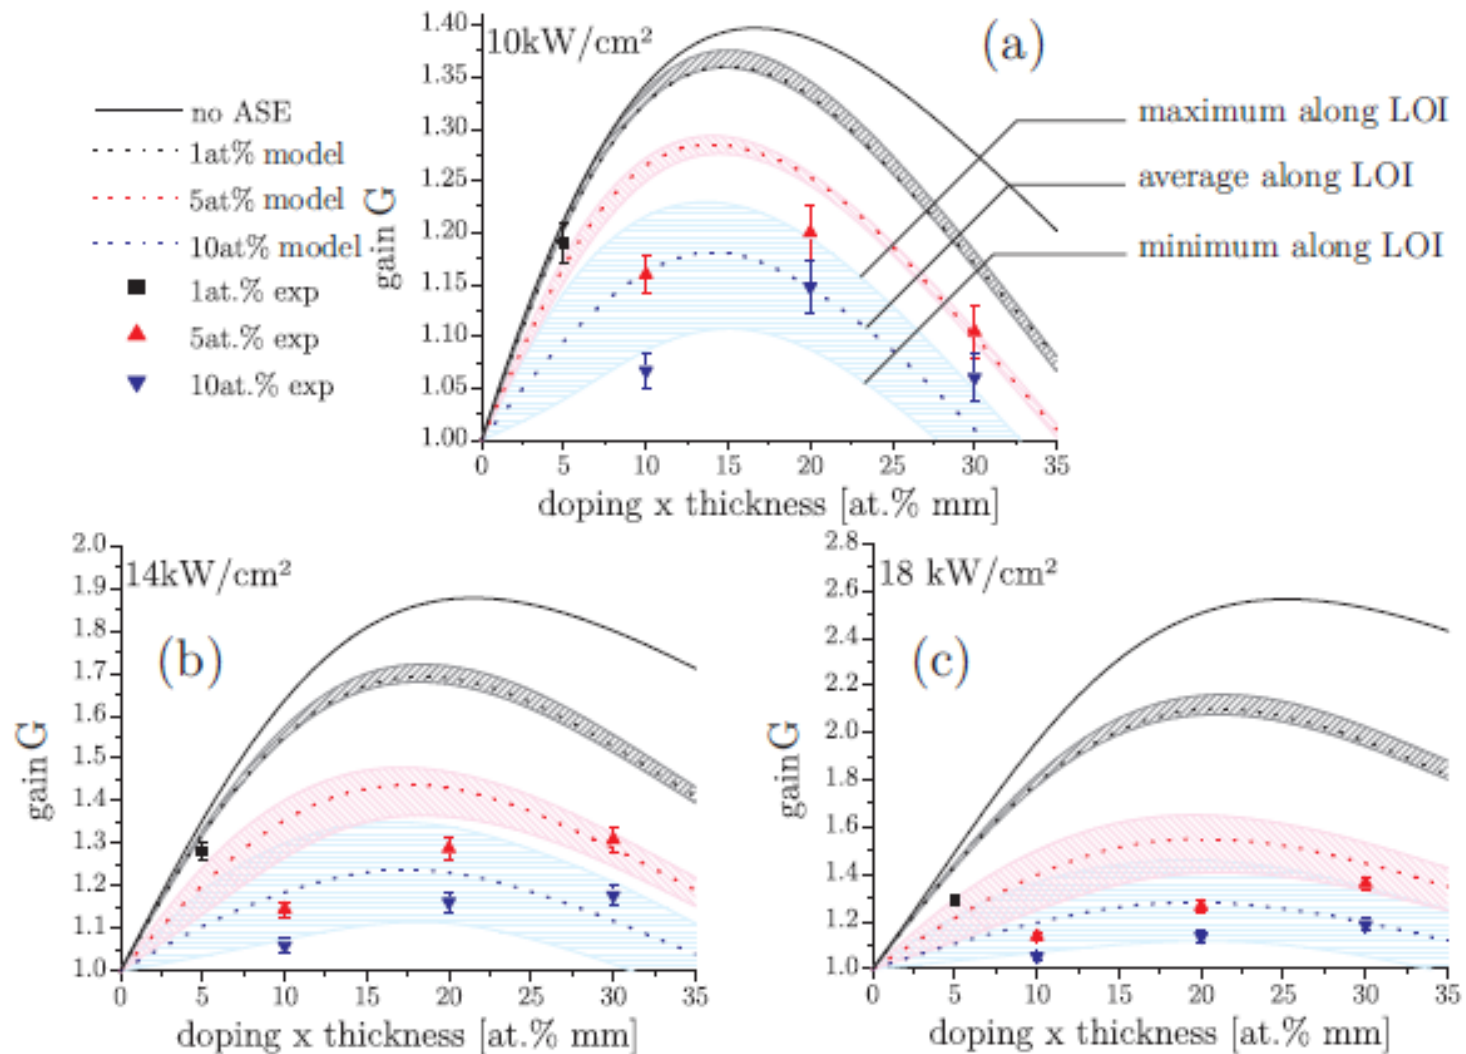 10kW/cm²
(a)
1.40
1.35
1.30
1.25
1.20
1.15
1.10
1.05
1.00
gain G
0 5 10 15 20 25 30 35
doping x thickness [at.% mm]
no ASE
1at% model
5at% model
10at% model
1at.% exp
5at.% exp
10at.% exp
maximum along LOI
average along LOI
minimum along LOI
14kW/cm²
(b)
2.0
1.9
1.8
1.7
1.6
1.5
1.4
1.3
1.2
1.1
1.0
gain G
0 5 10 15 20 25 30 35
doping x thickness [at.% mm]
18 kW/cm²
(c)
2.8
2.6
2.4
2.2
2.0
1.8
1.6
1.4
1.2
1.0
gain G
0 5 10 15 20 25 30 35
doping x thickness [at.% mm]